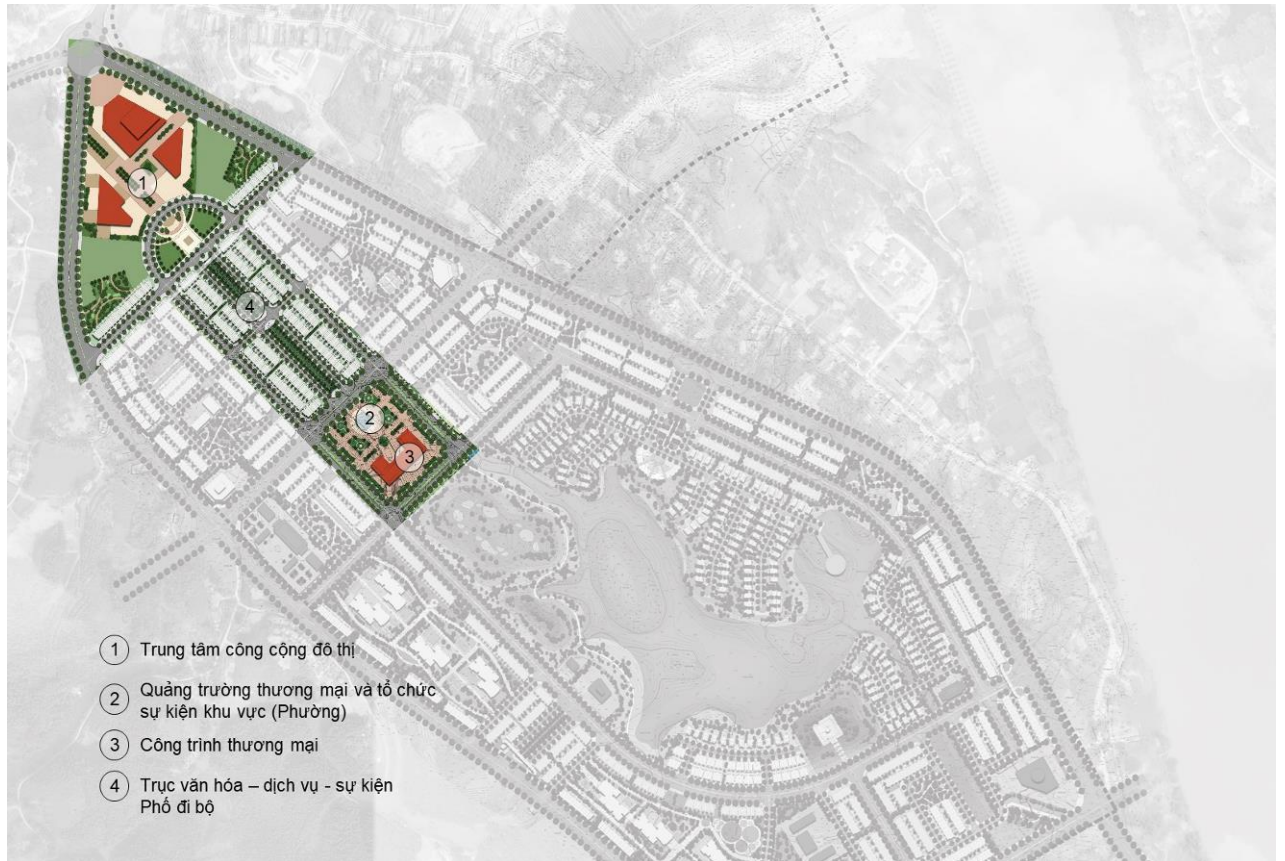 1
4
2
3
1 Trung tâm công cộng đô thị
2 Quảng trường thương mại và tổ chức
sự kiện khu vực (Phường)
3 Công trình thương mại
4 Trục văn hóa – dịch vụ - sự kiện
Phố đi bộ